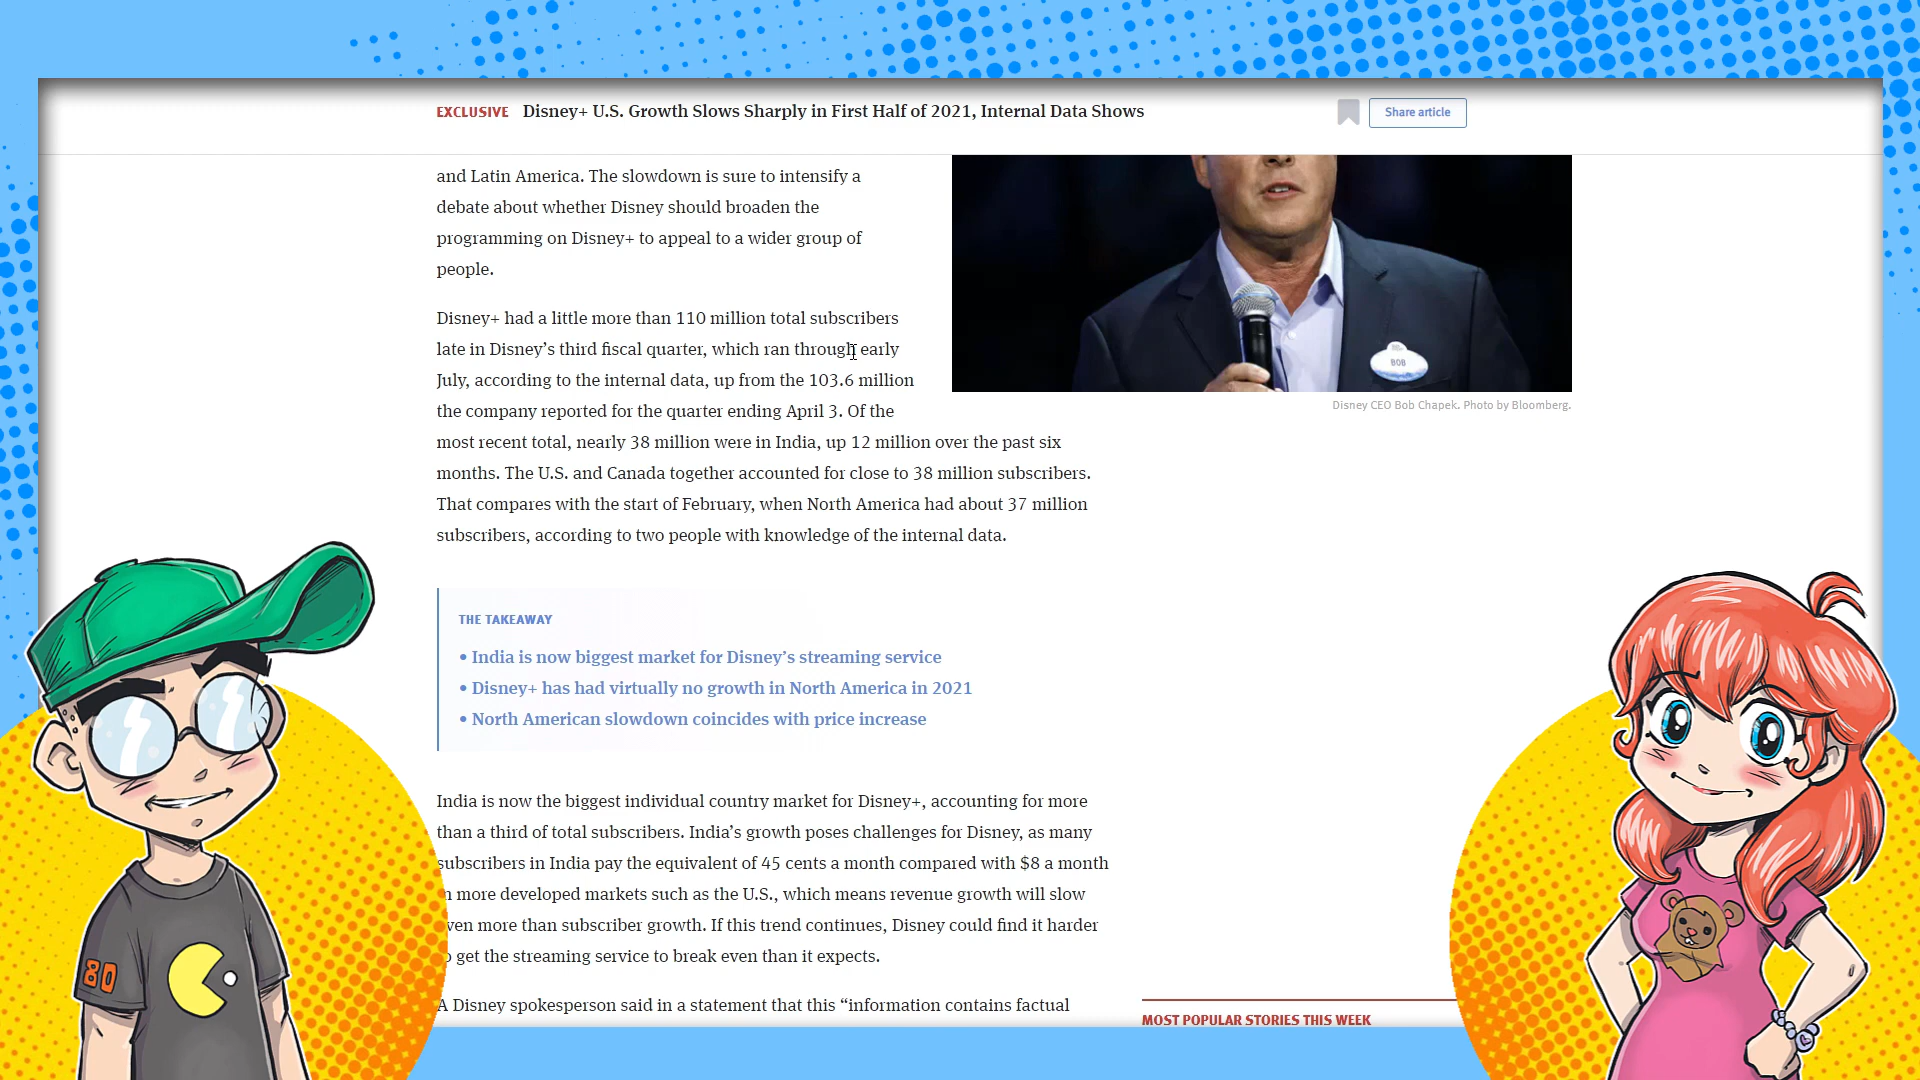 EXCLUSIVE Disney+ U.S. Growth Slows Sharply in First Half of 2021, Internal Data Shows
Share article
and Latin America. The slowdown is sure to intensify a
debate about whether Disney should broaden the
programming on Disney+ to appeal to a wider group of
people.
Disney+ had a little more than 110 million total subscribers
late in Disney’s third fiscal quarter, which ran through early
July, according to the internal data, up from the 103.6 million
the company reported for the quarter ending April 3. Of the
most recent total, nearly 38 million were in India, up 12 million over the past six
months. The U.S. and Canada together accounted for close to 38 million subscribers.
That compares with the start of February, when North America had about 37 million
subscribers, according to two people with knowledge of the internal data.
BOB
Disney CEO Bob Chapek. Photo by Bloomberg.
THE TAKEAWAY
• India is now biggest market for Disney’s streaming service
• Disney+ has had virtually no growth in North America in 2021
• North American slowdown coincides with price increase
India is now the biggest individual country market for Disney+, accounting for more
than a third of total subscribers. India’s growth poses challenges for Disney, as many
subscribers in India pay the equivalent of 45 cents a month compared with $8 a month
more developed markets such as the U.S., which means revenue growth will slow
more than subscriber growth. If this trend continues, Disney could find it harder
get the streaming service to break even than it expects.
A Disney spokesperson said in a statement that this “information contains factual
MOST POPULAR STORIES THIS WEEK
80